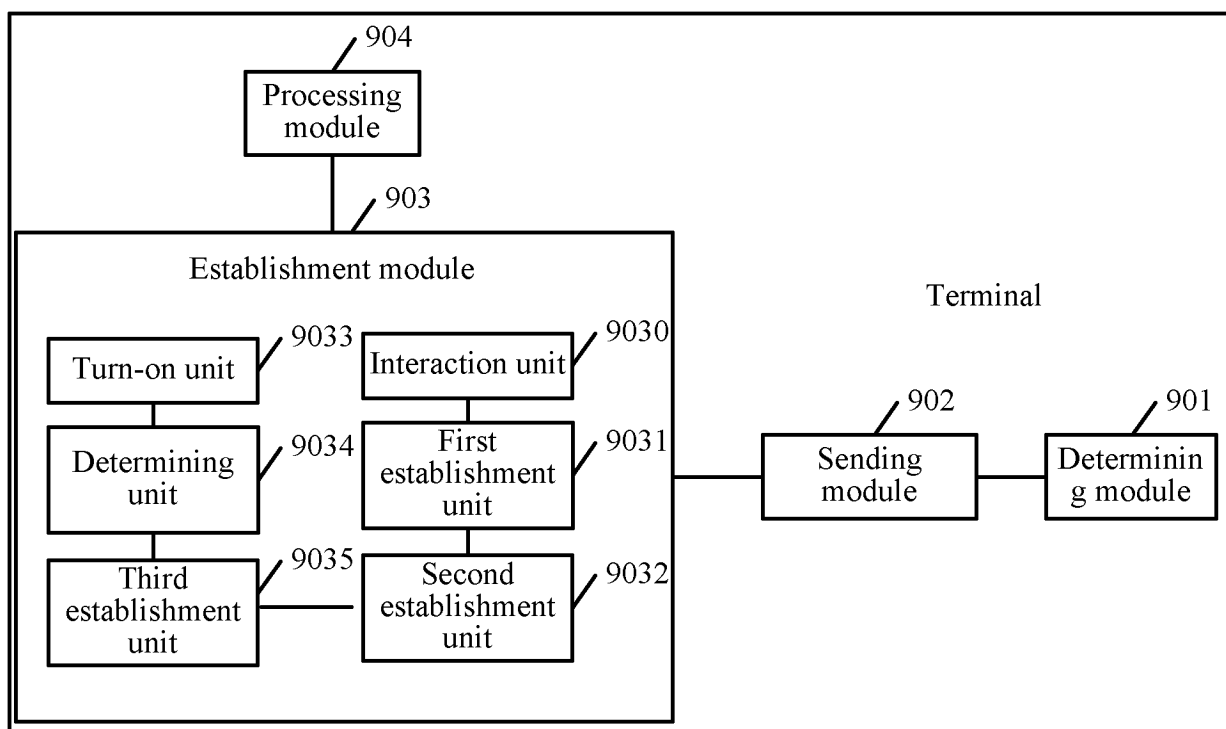 904
Processing
module
903
Establishment module
Terminal
9033
Turn-on unit
9030
Interaction unit
9034
Determining
unit
9031
First
establishment
unit
902
Sending
module
901
Determinin
g module
9035
Third
establishment
unit
9032
Second
establishment
unit